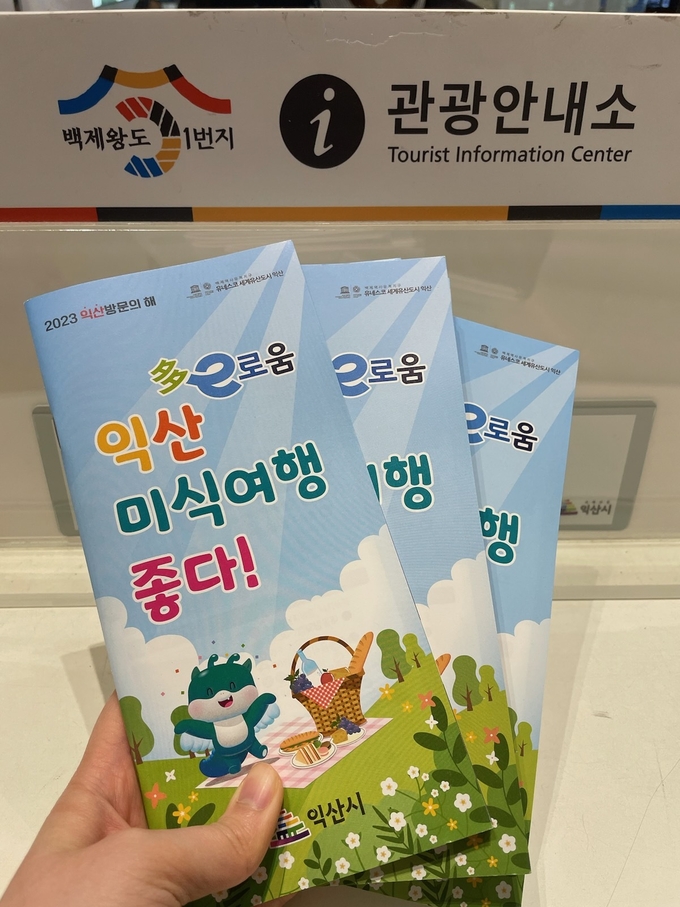 백제왕도 1번지
i 관광안내소
Tourist Information Center
2023 익산방문의 해
유네스코 세계유산도시 익산
多e로움
익산
미식여행
좋다!
익산시
유네스코 세계유산도시 익산
e로움
여행
유네스코 세계유산도시 익산
e로움
행
익산시